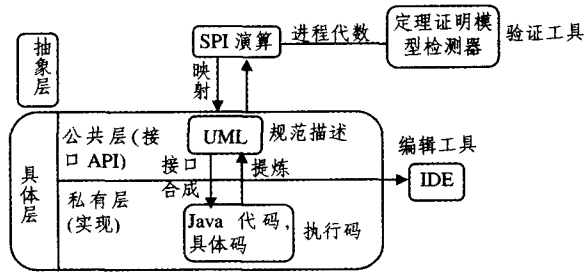 抽象层
SPI 演算
进程代数
定理证明模
型检测器
验证工具
映射
具体层
公共层(接
口 API)
UML
规范描述
接口
合成
提炼
编辑工具
IDE
私有层
(实现)
Java 代码,
具体码
执行码